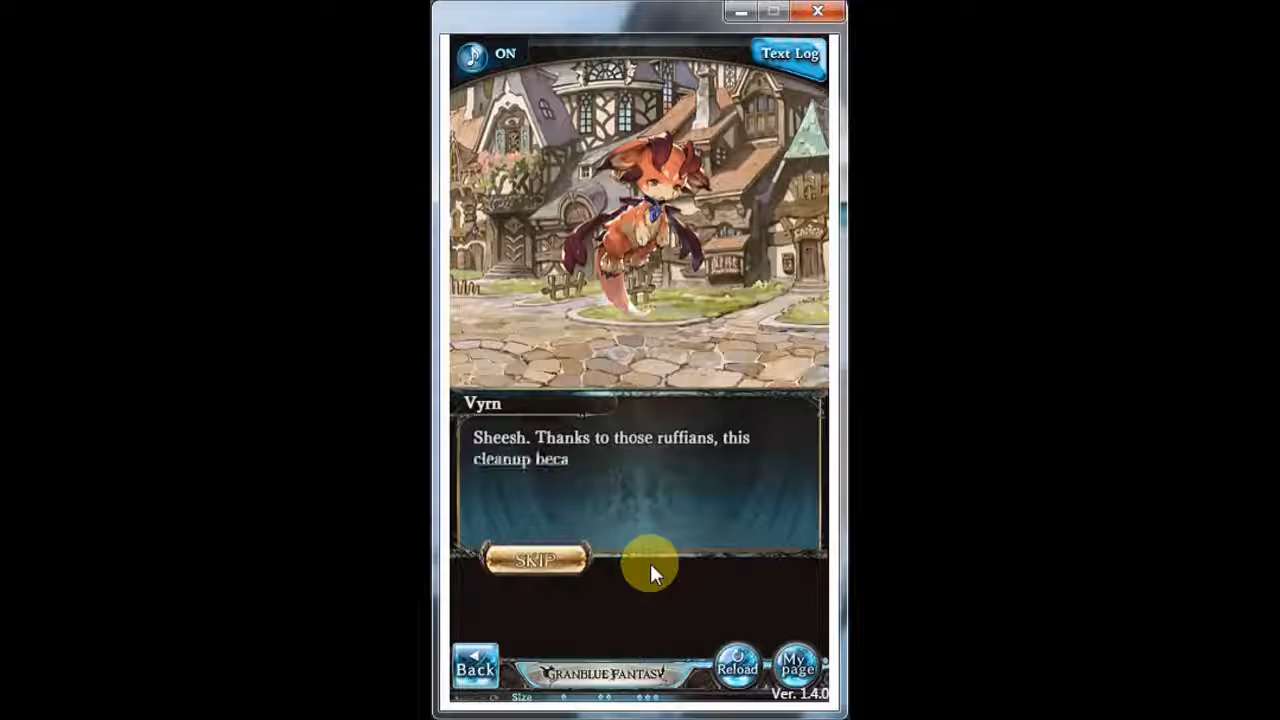 ON
Text Log
Vyrn
Sheesh. Thanks to those ruffians, this
cleanup beca
SKIP
Back
GRANBLUE FANTASY
Reload
My
page
Size
Ver. 1.4.0